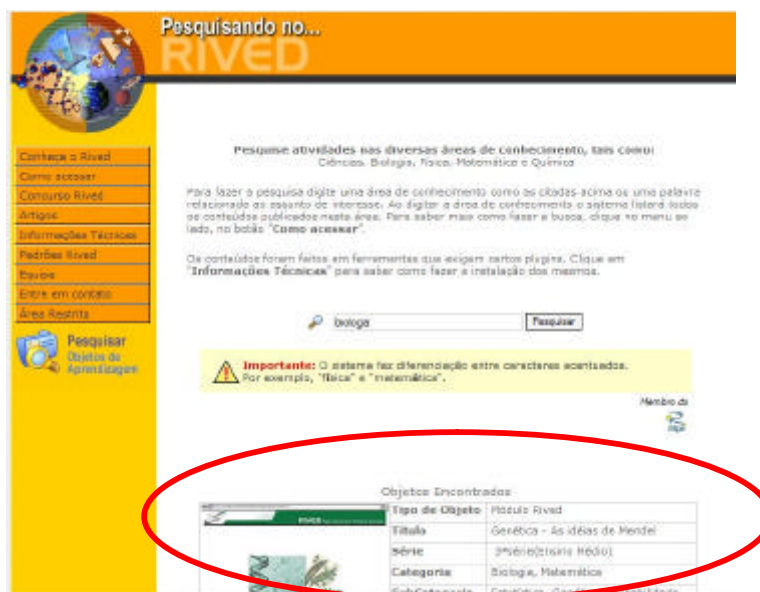 Pesquisando no...
RIVED
Conheça o Rived
Como acessar
Concurso Rived
Artigos
Informações Técnicas
Padrões Rived
Equipe
Entre em contato
Área Restrita
Pesquisar
Objetos de
Aprendizagem
Pesquise atividades nas diversas áreas de conhecimento, tais como:
Ciências, Biologia, Física, Matemática e Química
Para fazer a pesquisa digite uma área de conhecimento como as citadas acima ou uma palavra
relacionada ao assunto de interesse. Ao digitar a área de conhecimento o sistema listará todos
os conteúdos publicados nesta área. Para saber mais como fazer a busca, clique no menu ao
lado, no botão "Como acessar".
Os conteúdos foram feitos em ferramentas que exigem certos plugins. Clique em
"Informações Técnicas" para saber como fazer a instalação dos mesmos.
biologia
Pesquisar
Importante: O sistema faz diferenciação entre caracteres acentuados.
Por exemplo, "física" e "matemática".
Membro da
Objetos Encontrados
RIVED
Tipo de Objeto Módulo Rived
Título Genética - As idéias de Mendel
Série 3ªsérie(Ensino Médio)
Categoria Biologia, Matemática
SubCategoria Estatística,